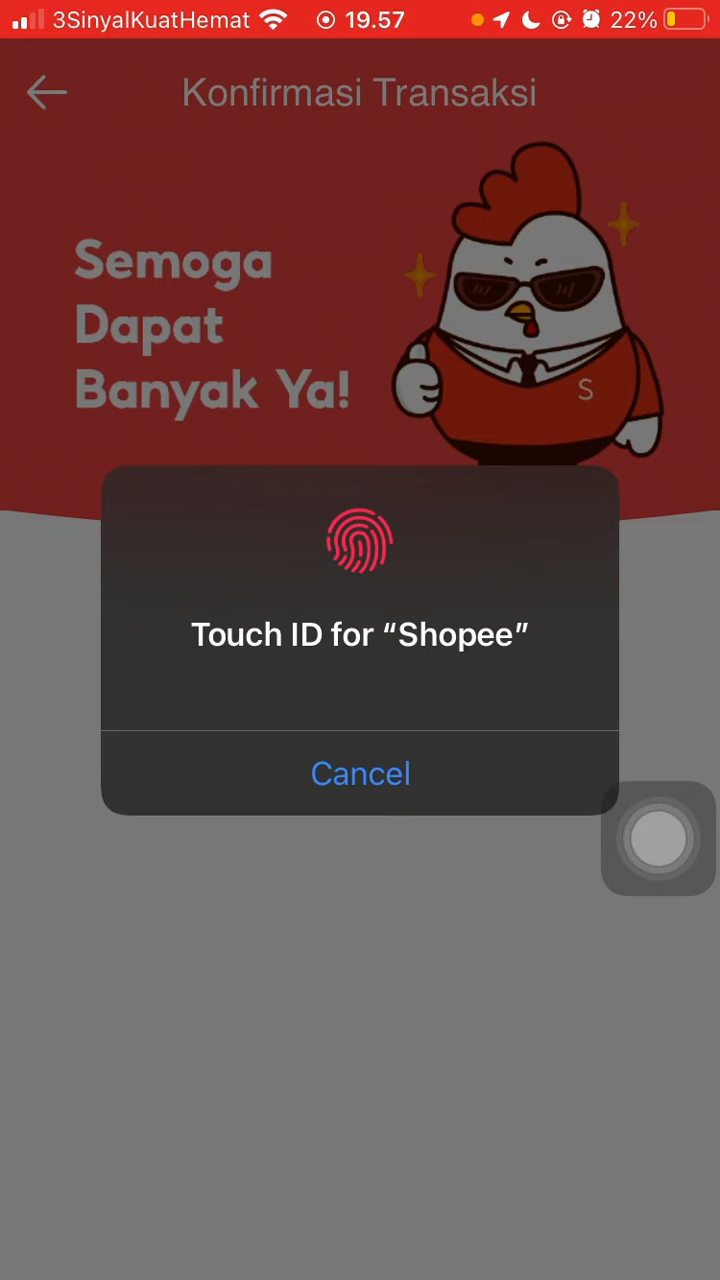 3SinyalKuatHemat 19.57 22%
Konfirmasi Transaksi
Semoga
Dapat
Banyak Ya!
S
Touch ID for “Shopee”
Cancel